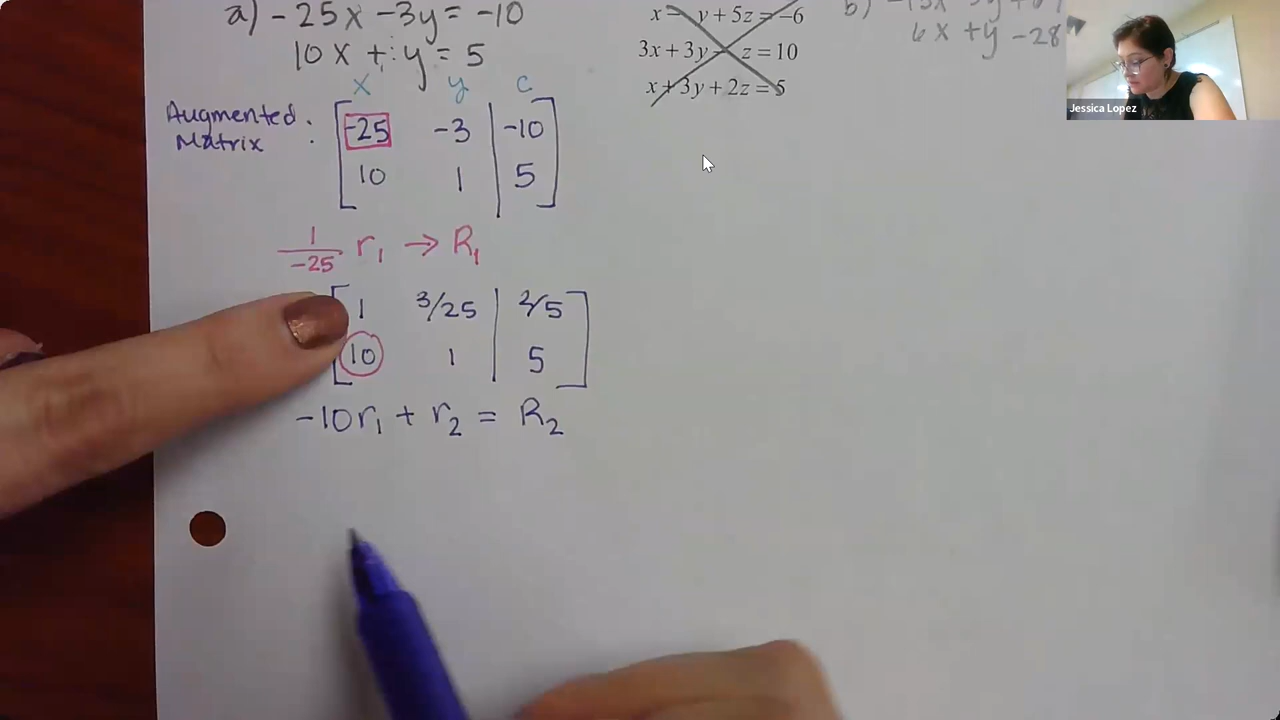 a) -25x -3y = -10
10x + y = 5
x y c
Augmented Matrix :
-25 -3 | -10
10 1 | 5
1/-25 r₁ → R₁
1 3/25 | 2/5
10 1 | 5
-10r₁ + r₂ = R₂
x - y + 5z = -6
3x + 3y - z = 10
x + 3y + 2z = 5
b)
6x + y - 28
Jessica Lopez